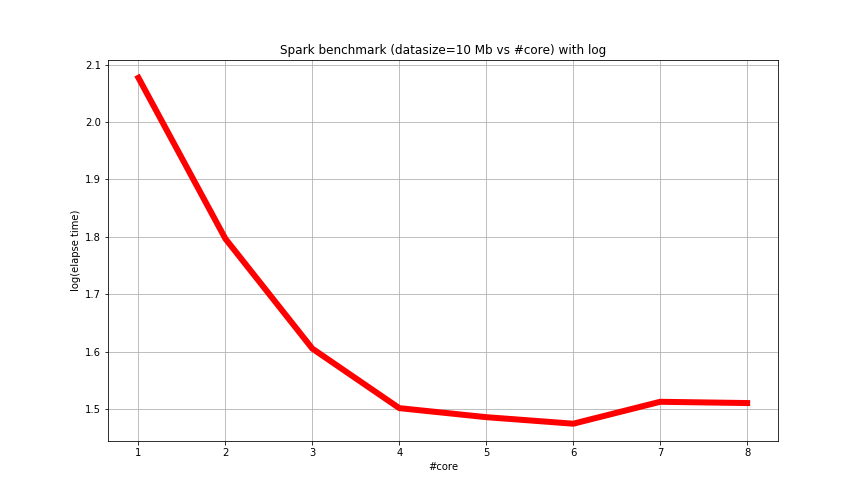 Spark benchmark (datasize=10 Mb vs #core) with log
2.1
2.0
1.9
1.8
1.7
1.6
1.5
log(elapse time)
1 2 3 4 5 6 7 8
#core